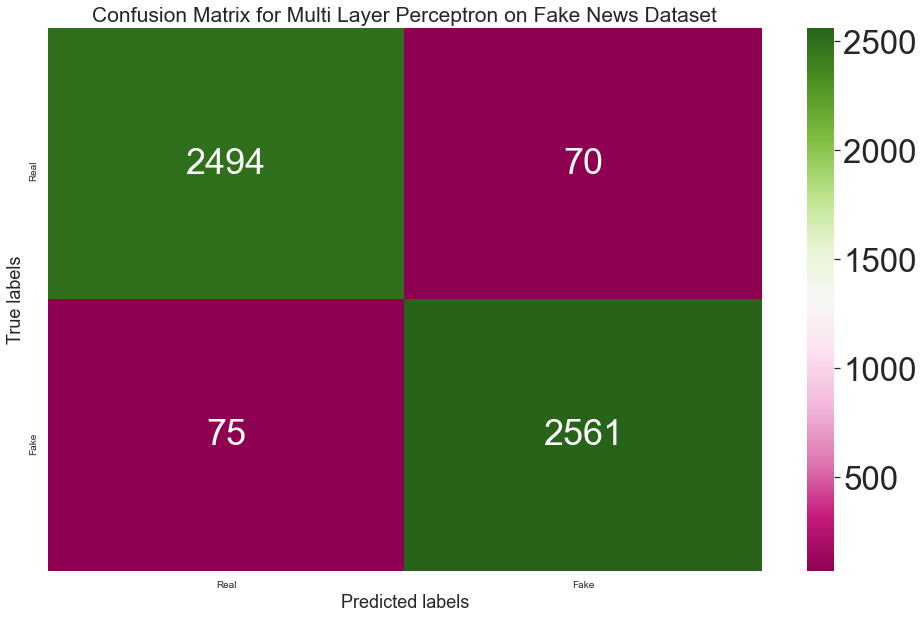 Confusion Matrix for Multi Layer Perceptron on Fake News Dataset
True labels
Real
2494
70
Fake
75
2561
Real
Fake
Predicted labels
2500
2000
1500
1000
500